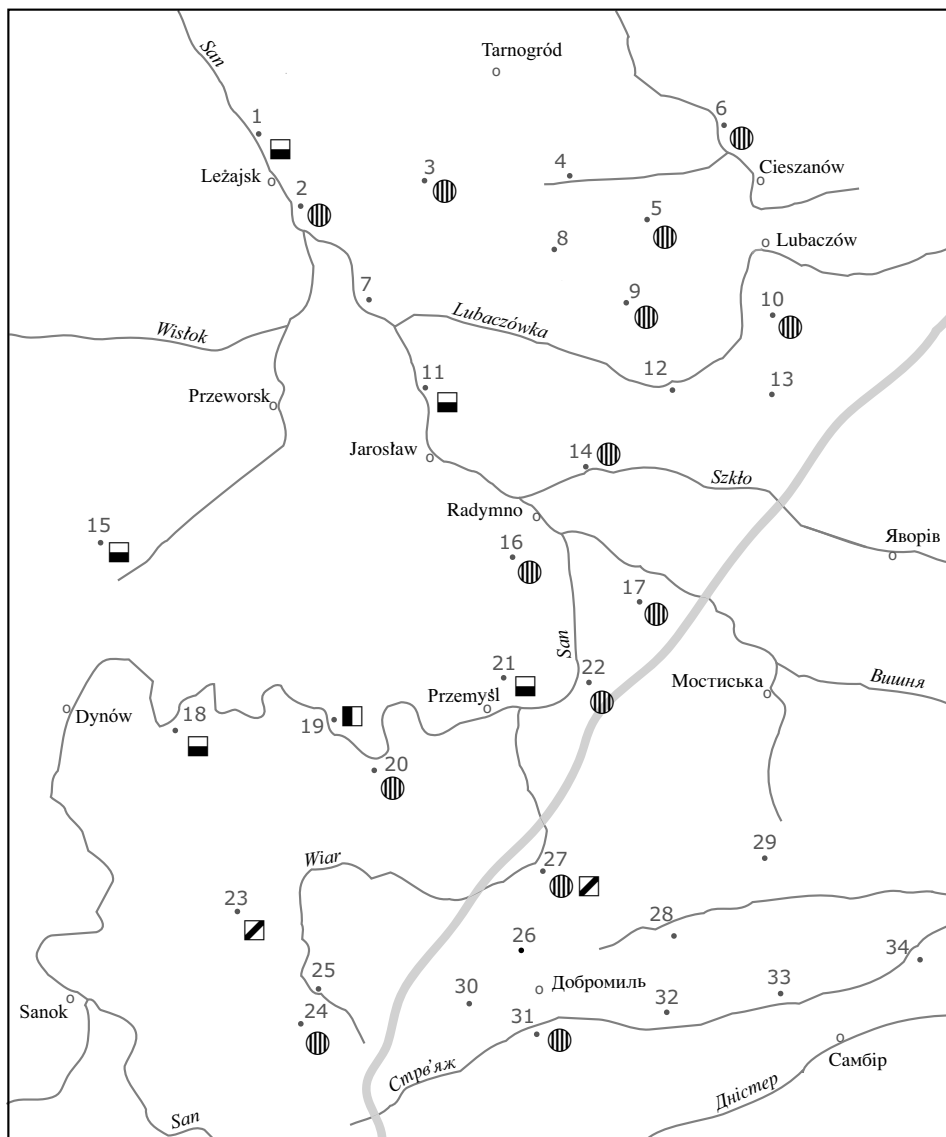 San
Tarnogród
1
6
3
4
Leżajsk
Cieszanów
2
5
8
Lubaczów
7
9
10
Wisłok
Lubaczówka
11
12
13
Przeworsk
Jarosław
14
Szkło
Radymno
15
16
Яворів
17
San
21
22
Мостиська
Вишня
Przemyśl
Dynów
18
19
20
Wiar
27
29
23
28
26
34
25
Добромиль
33
Sanok
30
32
24
31
Стрв'яж
Самбір
San
Дністер